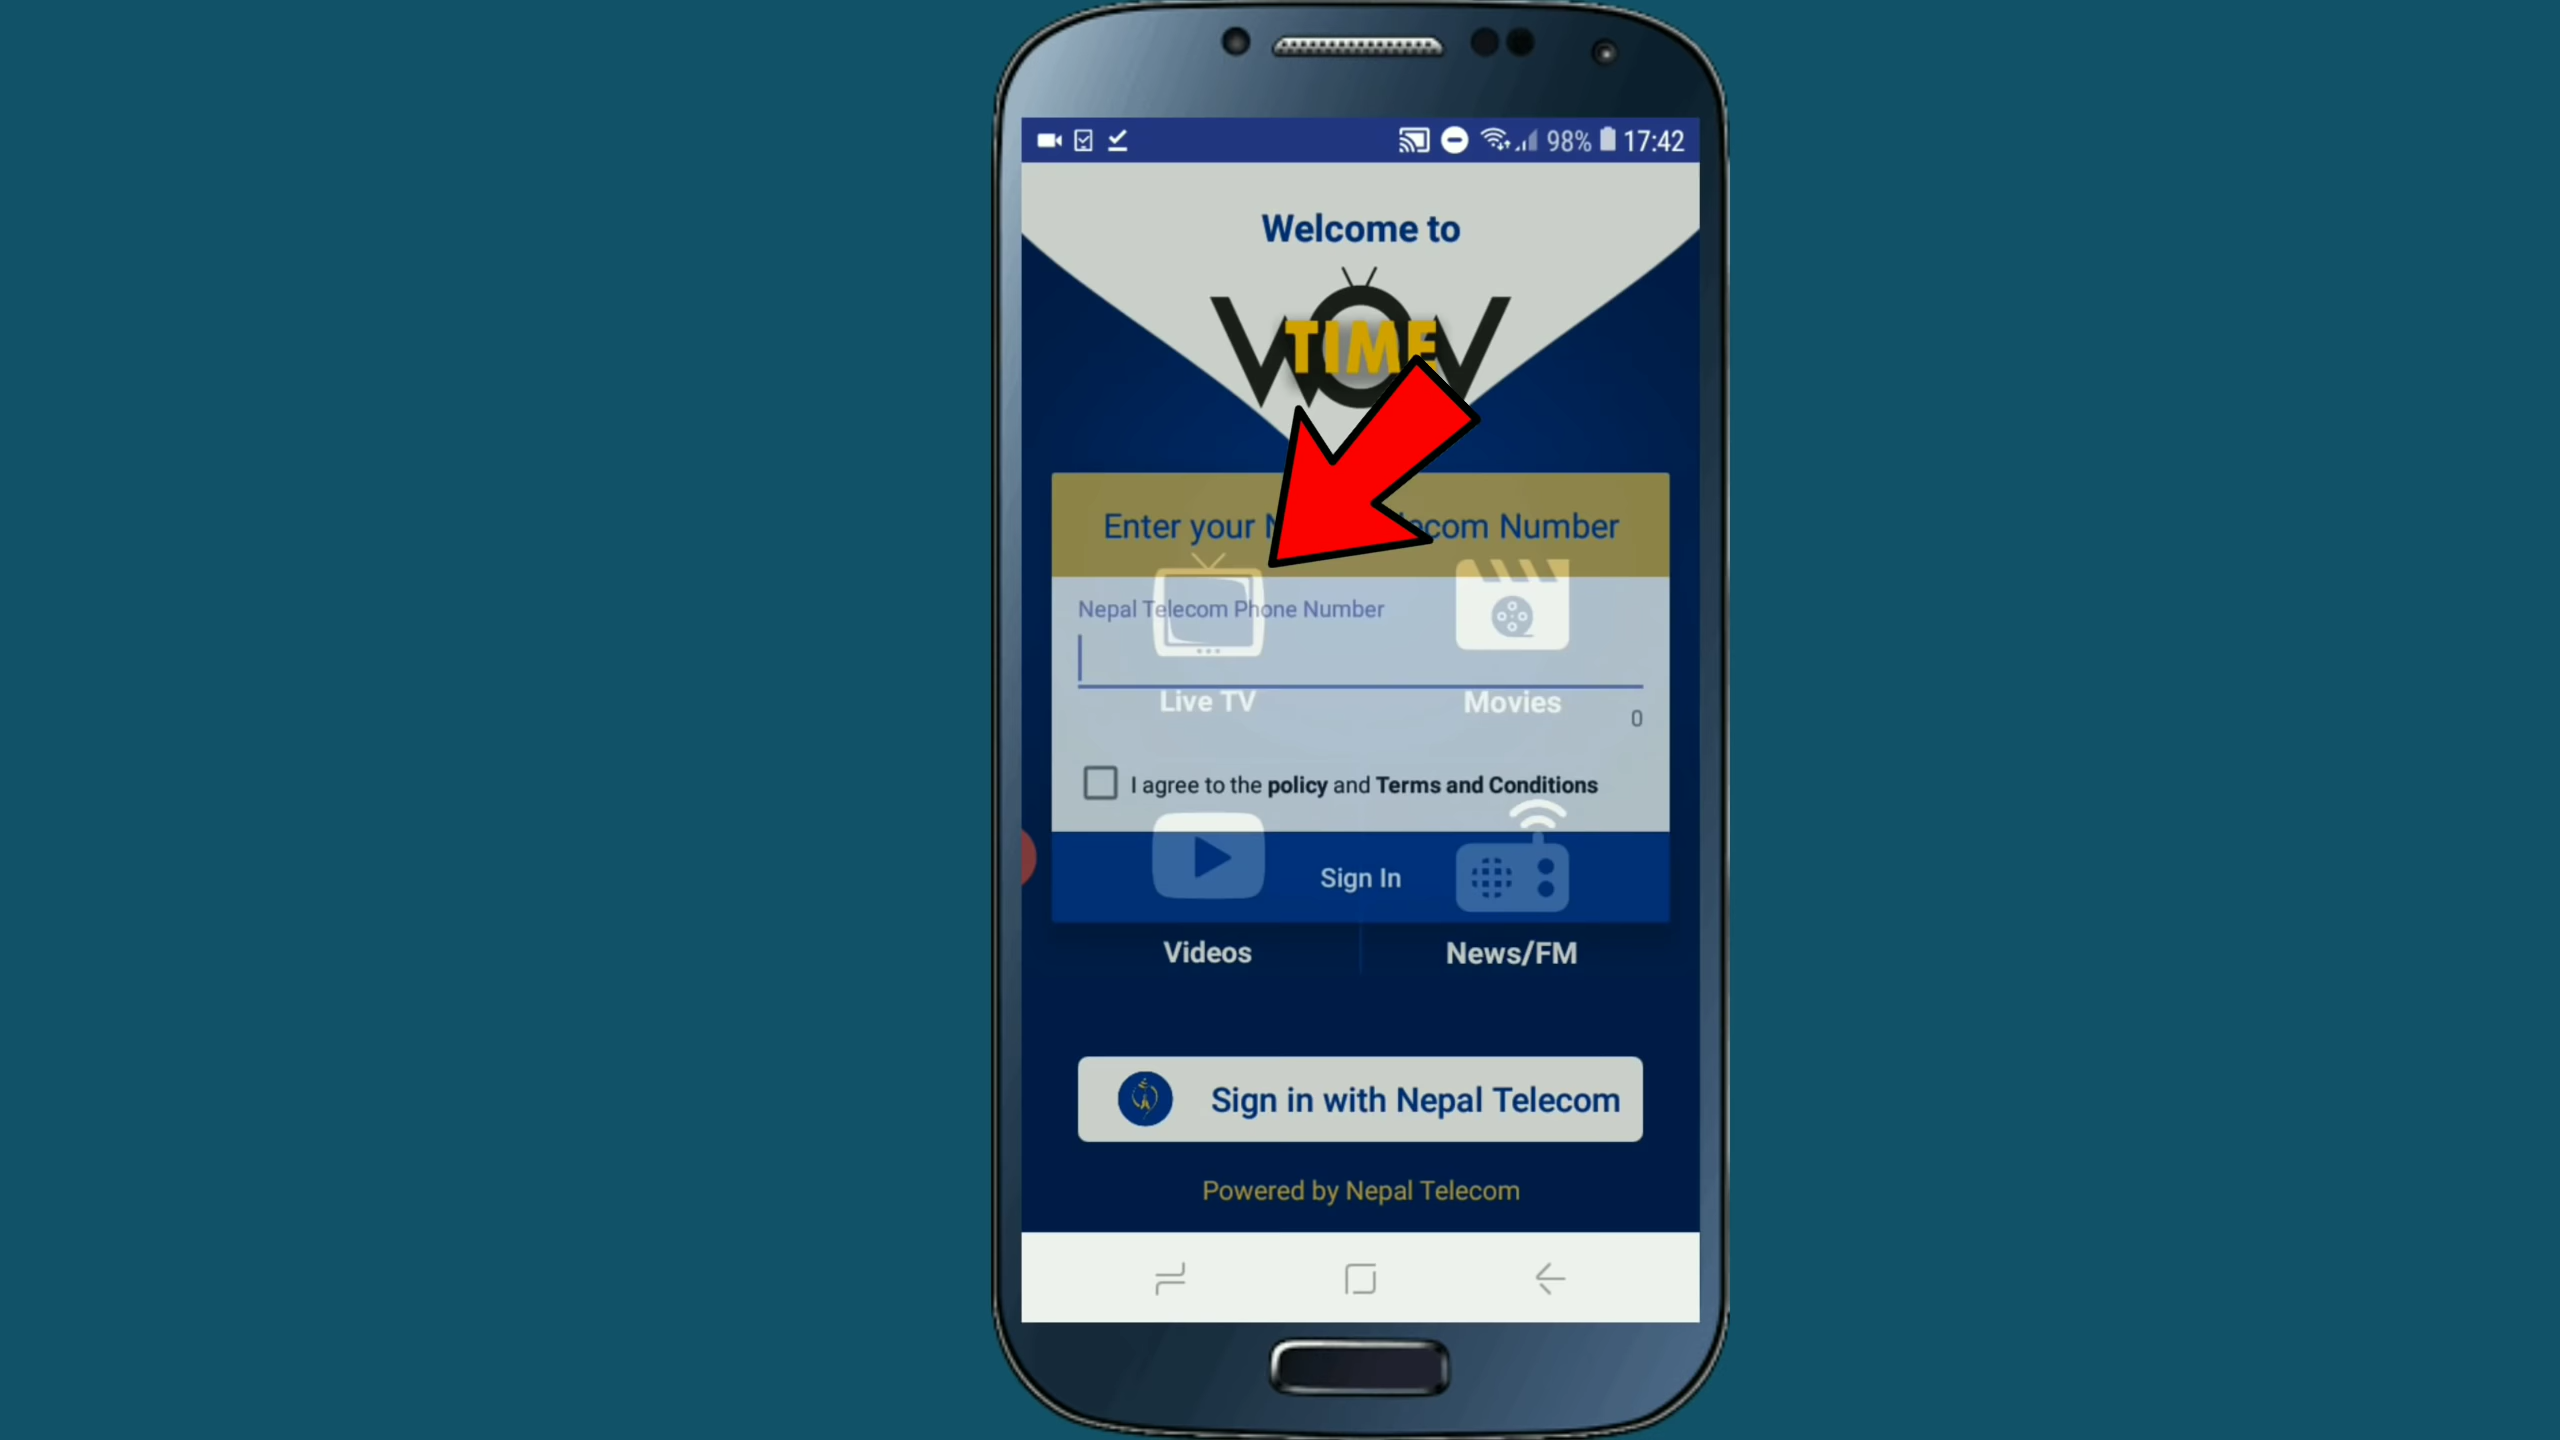 98% 17:42
Welcome to
WOW
TIME
Enter your N lecom Number
Nepal Telecom Phone Number
Live TV
Movies
0
I agree to the policy and Terms and Conditions
Sign In
Videos
News/FM
Sign in with Nepal Telecom
Powered by Nepal Telecom